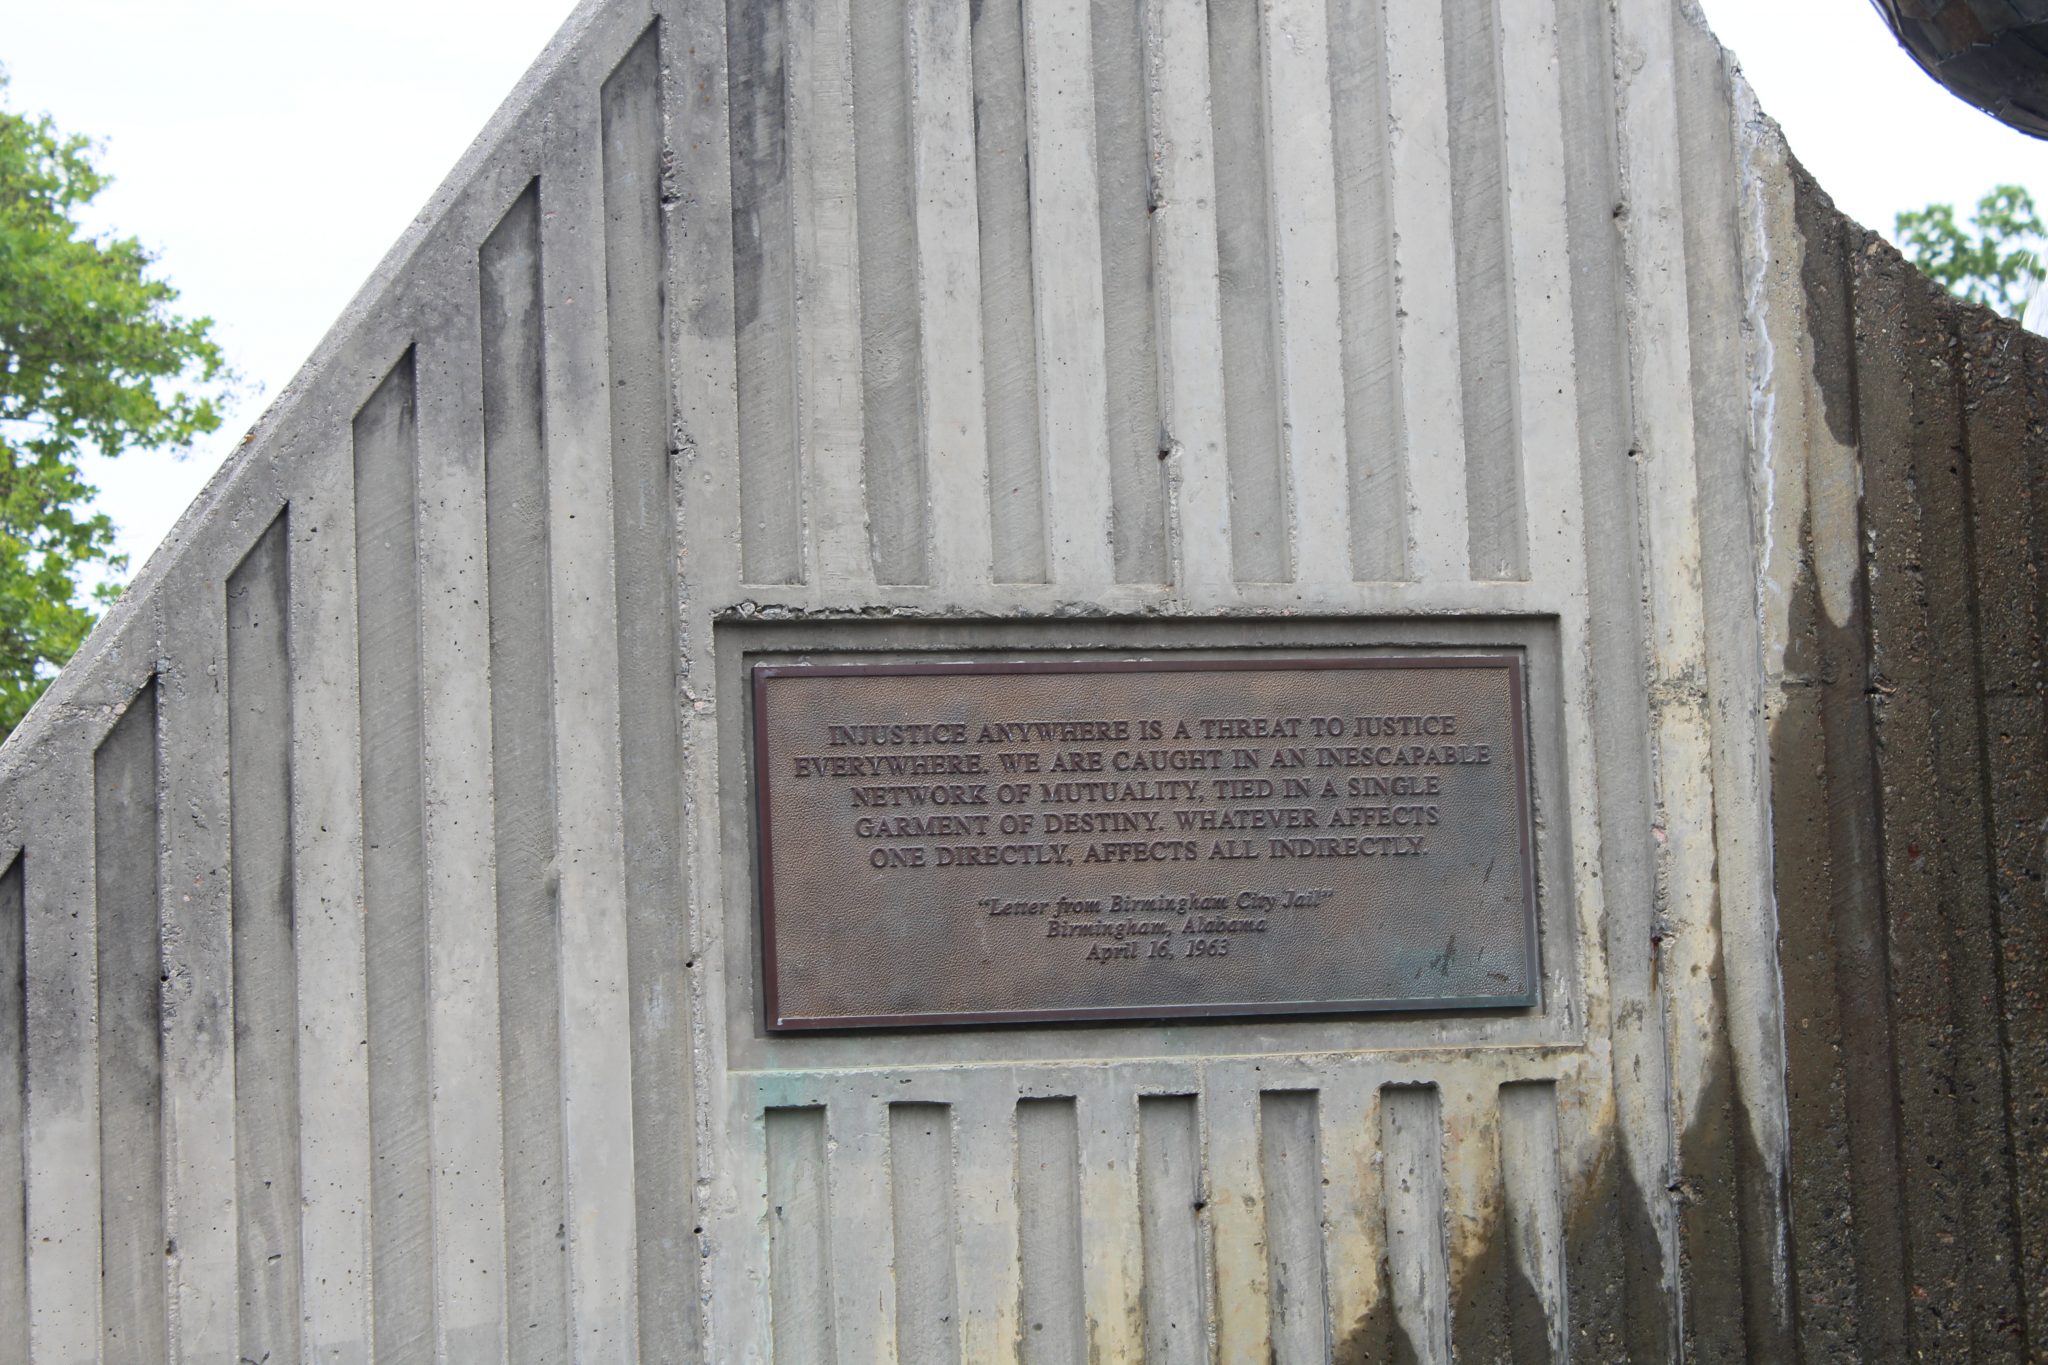 INJUSTICE ANYWHERE IS A THREAT TO JUSTICE
EVERYWHERE. WE ARE CAUGHT IN AN INESCAPABLE
NETWORK OF MUTUALITY, TIED IN A SINGLE
GARMENT OF DESTINY. WHATEVER AFFECTS
ONE DIRECTLY, AFFECTS ALL INDIRECTLY.
"Letter from Birmingham City Jail"
Birmingham, Alabama
April 16, 1963